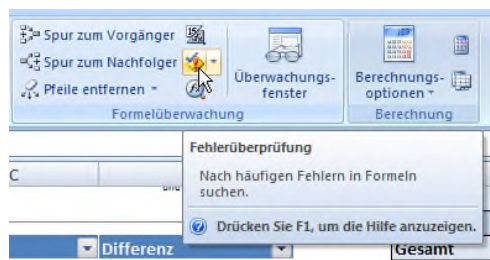 Spur zum Vorgänger
Spur zum Nachfolger
Pfeile entfernen
Überwachungs-
fenster
Berechnungs-
optionen
Formelüberwachung
Berechnung
Fehlerüberprüfung
Nach häufigen Fehlern in Formeln
suchen.
Drücken Sie F1, um die Hilfe anzuzeigen.
C
und
Differenz
Gesamt